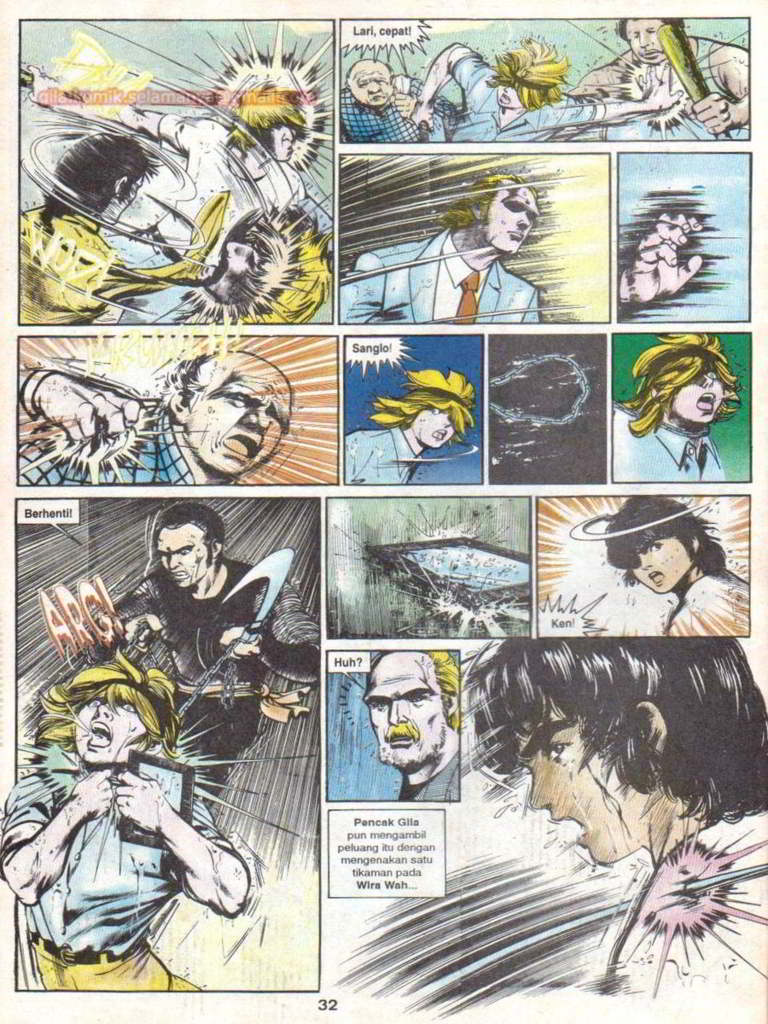 Lari, cepat!
Sanglo!
Berhenti!
ARG!
Ken!
Huh?
Pencak Gila
pun mengambil
peluang itu dengan
mengenakan satu
tikaman pada
Wira Wah...
32